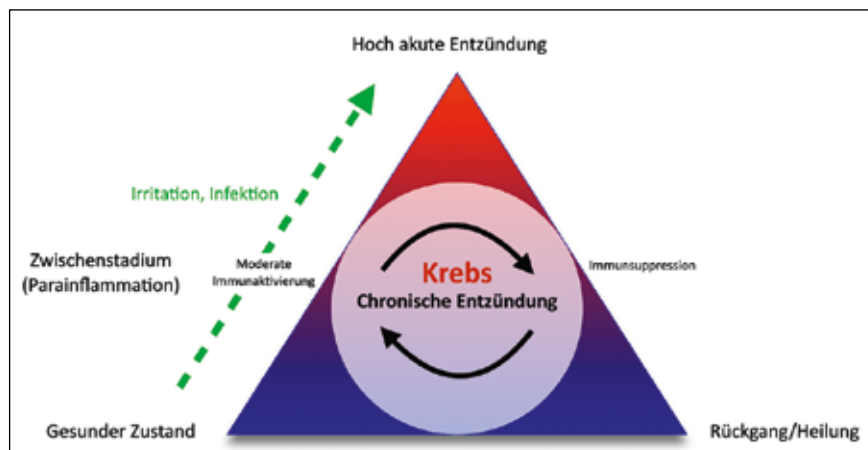 Hoch akute Entzündung
Irritation, Infektion
Zwischenstadium
(Parainflammation)
Moderate
Immunaktivierung
Krebs
Chronische Entzündung
Immunsuppression
Gesunder Zustand
Rückgang/Heilung